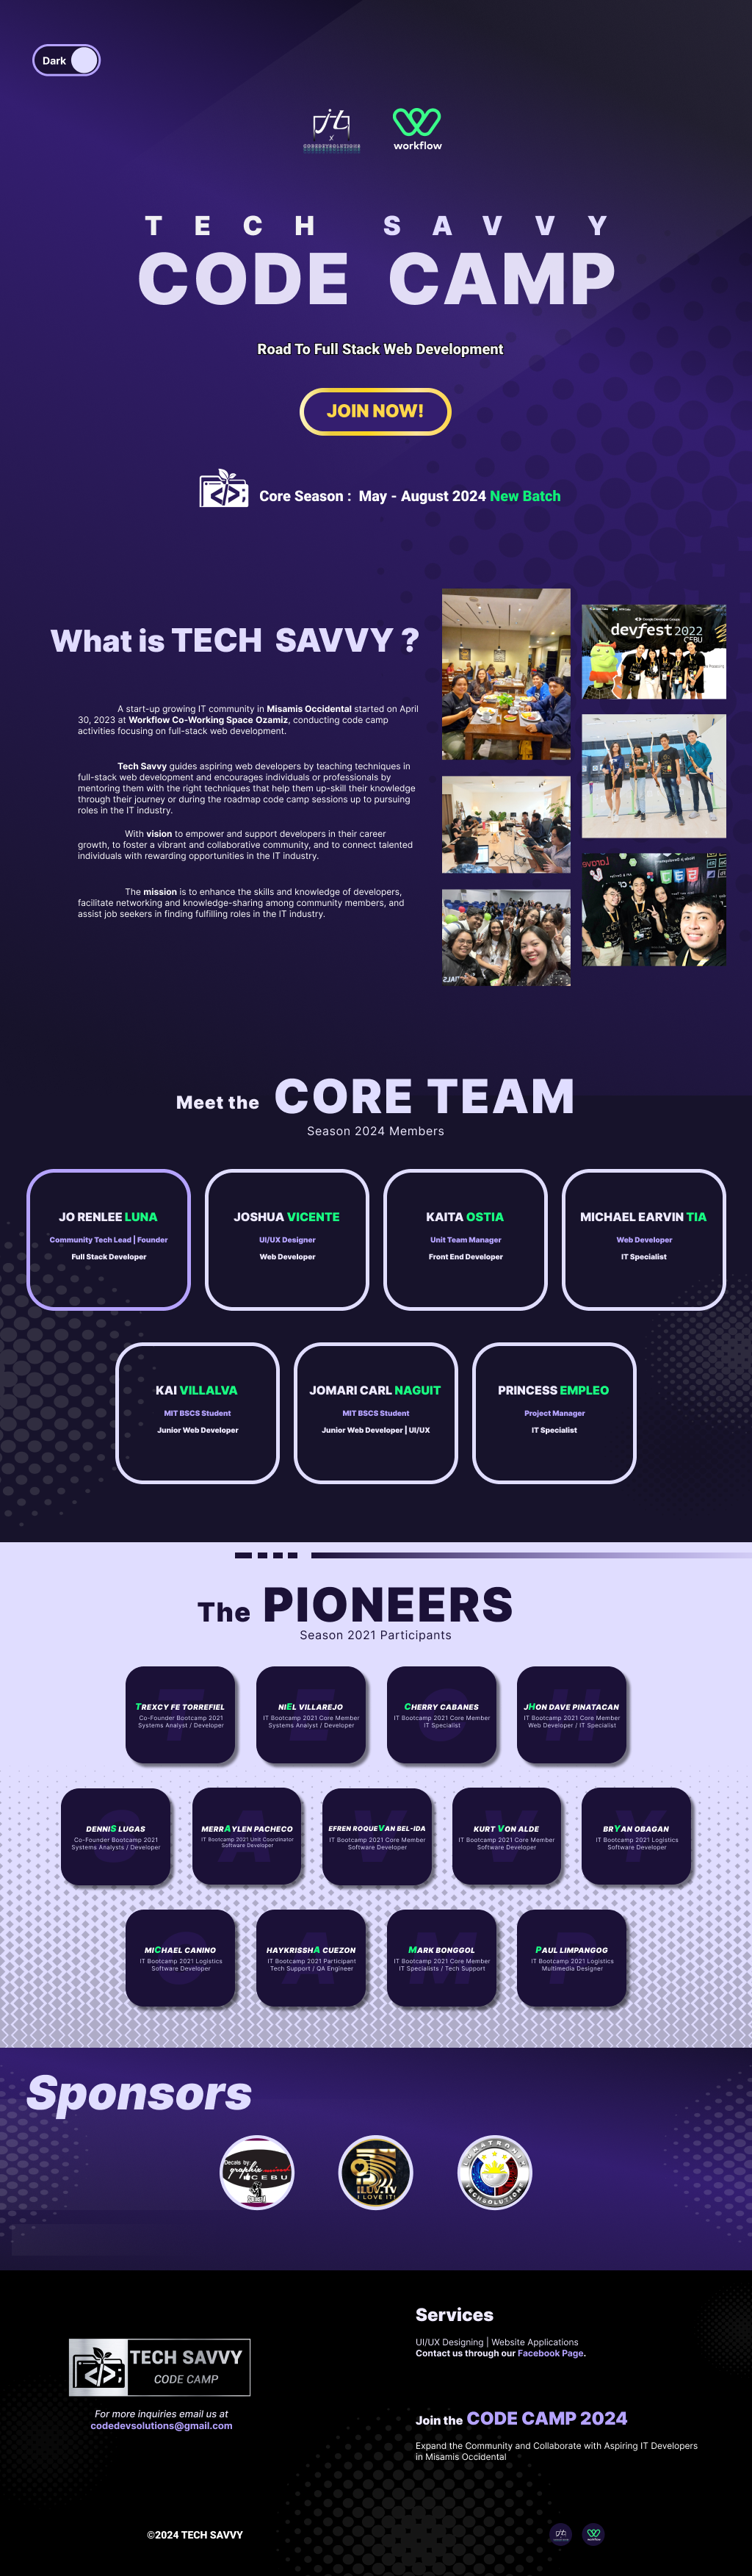 Dark
jt
x
CODEDEVSOLUTIONS
workflow
TECH SAVVY
CODE CAMP
Road To Full Stack Web Development
JOIN NOW!
Core Season : May - August 2024 New Batch
What is TECH SAVVY ?
A start-up growing IT community in Misamis Occidental started on April
30, 2023 at Workflow Co-Working Space Ozamiz, conducting code camp
activities focusing on full-stack web development.
Tech Savvy guides aspiring web developers by teaching techniques in
full-stack web development and encourages individuals or professionals by
mentoring them with the right techniques that help them up-skill their knowledge
through their journey or during the roadmap code camp sessions up to pursuing
roles in the IT industry.
With vision to empower and support developers in their career
growth, to foster a vibrant and collaborative community, and to connect talented
individuals with rewarding opportunities in the IT industry.
The mission is to enhance the skills and knowledge of developers,
facilitate networking and knowledge-sharing among community members, and
assist job seekers in finding fulfilling roles in the IT industry.
devfest 2022
CEBU
Meet the CORE TEAM
Season 2024 Members
JO RENLEE LUNA
Community Tech Lead | Founder
Full Stack Developer
JOSHUA VICENTE
UI/UX Designer
Web Developer
KAITA OSTIA
Unit Team Manager
Front End Developer
MICHAEL EARVIN TIA
Web Developer
IT Specialist
KAI VILLALVA
MIT BSCS Student
Junior Web Developer
JOMARI CARL NAGUIT
MIT BSCS Student
Junior Web Developer | UI/UX
PRINCESS EMPLEO
Project Manager
IT Specialist
The PIONEERS
Season 2021 Participants
TREXCY FE TORREFIEL
Co-Founder Bootcamp 2021
Systems Analyst / Developer
NIEL VILLAREJO
IT Bootcamp 2021 Core Member
Systems Analyst / Developer
CHERRY CABANES
IT Bootcamp 2021 Core Member
IT Specialist
JHON DAVE PINATACAN
IT Bootcamp 2021 Core Member
Web Developer / IT Specialist
DENNIS LUGAS
Co-Founder Bootcamp 2021
Systems Analysts / Developer
MERRAYLEN PACHECO
IT Bootcamp 2021 Unit Coordinator
Software Developer
EFREN ROQUE VAN BEL-IDA
IT Bootcamp 2021 Core Member
Software Developer
KURT VON ALDE
IT Bootcamp 2021 Core Member
Software Developer
BRYAN OBAGAN
IT Bootcamp 2021 Logistics
Software Developer
MICHAEL CANINO
IT Bootcamp 2021 Logistics
Software Developer
HAYKRISSHA CUEZON
IT Bootcamp 2021 Participant
Tech Support / QA Engineer
MARK BONGGOL
IT Bootcamp 2021 Core Member
IT Specialists / Tech Support
PAUL LIMPANGOG
IT Bootcamp 2021 Logistics
Multimedia Designer
Sponsors
Decals by:
graphix
CEBU
ILUV.TV
I LOVE IT!
Services
UI/UX Designing | Website Applications
Contact us through our Facebook Page.
TECH SAVVY
CODE CAMP
For more inquiries email us at
codedevsolutions@gmail.com
Join the CODE CAMP 2024
Expand the Community and Collaborate with Aspiring IT Developers
in Misamis Occidental
©2024 TECH SAVVY